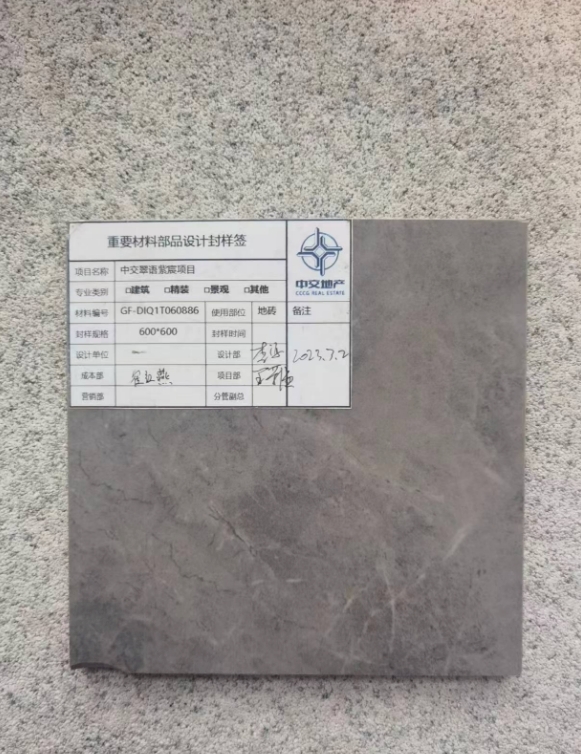 重要材料部品设计封样签
中交地产
CCCG REAL ESTATE
项目名称 中交翠语紫宸项目
专业类别 □建筑 □精装 □景观 □其他
材料编号 GF-DIQ1T060886 使用部位 地砖 备注
封样规格 600*600 封样时间
设计单位 一 设计部 2023.7.2
成本部 项目部
营销部 分管副总